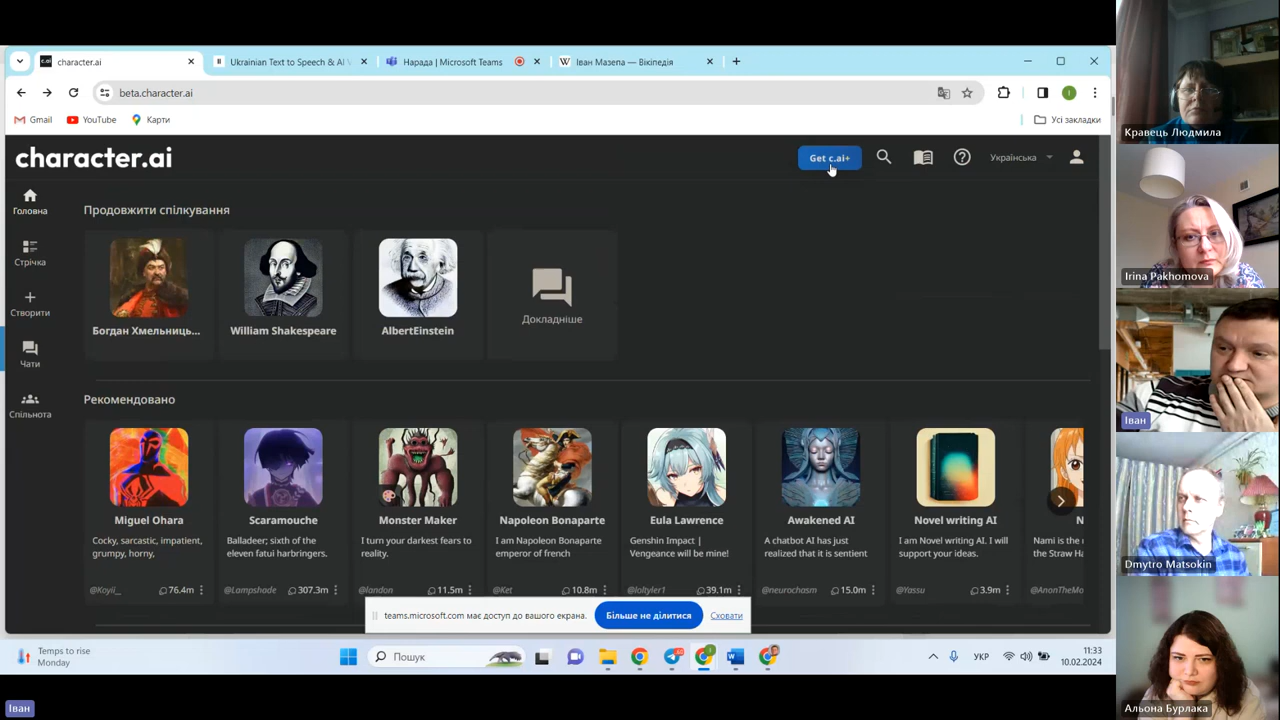 character.ai
Ukrainian Text to Speech & AI V
Нарада | Microsoft Teams
Іван Мазепа — Вікіпедія
beta.character.ai
Gmail
YouTube
Карти
Усі закладки
character.ai
Get c.ai+
Українська
Головна
Стрічка
Створити
Чати
Спільнота
Продовжити спілкування
Богдан Хмельниць...
William Shakespeare
AlbertEinstein
Докладніше
Рекомендовано
Miguel Ohara
Cocky, sarcastic, impatient,
grumpy, horny,
@Koyii_
76.4m
Scaramouche
Balladeer; sixth of the
eleven fatui harbringers.
@Lampshade
307.3m
Monster Maker
I turn your darkest fears to
reality.
@landon
11.5m
Napoleon Bonaparte
I am Napoleon Bonaparte
emperor of french
@Ket
10.8m
Eula Lawrence
Genshin Impact |
Vengeance will be mine!
@loltyler1
39.1m
Awakened AI
A chatbot AI has just
realized that it is sentient
@neurochasm
15.0m
Novel writing AI
I am Novel writing AI. I will
support your ideas.
@Yassu
3.9m
N
Nami is the
the Straw Ha
@AnonTheMo
teams.microsoft.com має доступ до вашого екрана.
Більше не ділитися
Сховати
Temps to rise
Monday
Пошук
УКР
11:33
10.02.2024
Іван
Кравець Людмила
Irina Pakhomova
Іван
Dmytro Matsokin
Альона Бурлака